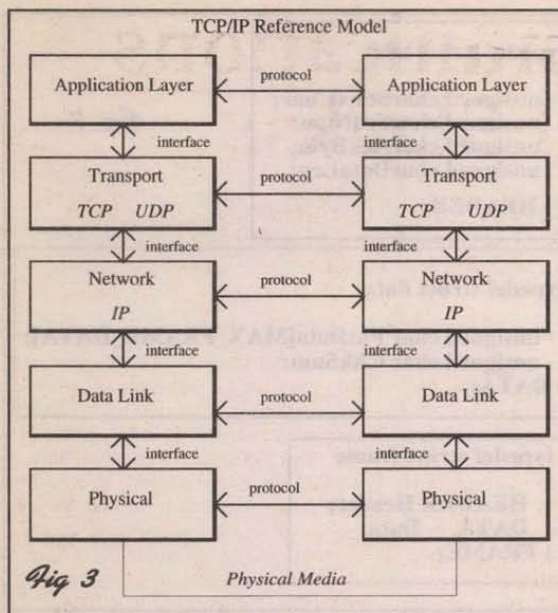 TCP/IP Reference Model
Application Layer protocol Application Layer
interface interface
Transport protocol Transport
TCP UDP TCP UDP
interface interface
Network protocol Network
IP IP
interface interface
Data Link protocol Data Link
interface interface
Physical protocol Physical
Fig 3 Physical Media